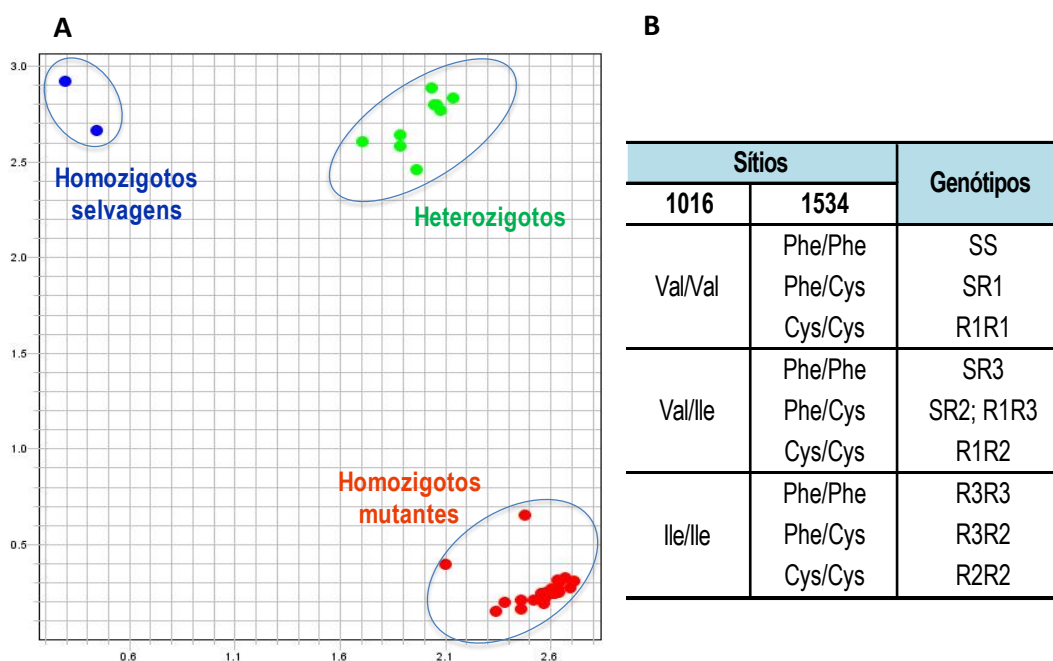 A
3.0
2.5
2.0
1.5
1.0
0.5
0.6 1.1 1.6 2.1 2.6
Homozigotos
selvagens
Heterozigotos
Homozigotos
mutantes
B
Sítios Genótipos
1016 1534
Val/Val Phe/Phe SS
Phe/Cys SR1
Cys/Cys R1R1
Val/Ile Phe/Phe SR3
Phe/Cys SR2; R1R3
Cys/Cys R1R2
Ile/Ile Phe/Phe R3R3
Phe/Cys R3R2
Cys/Cys R2R2